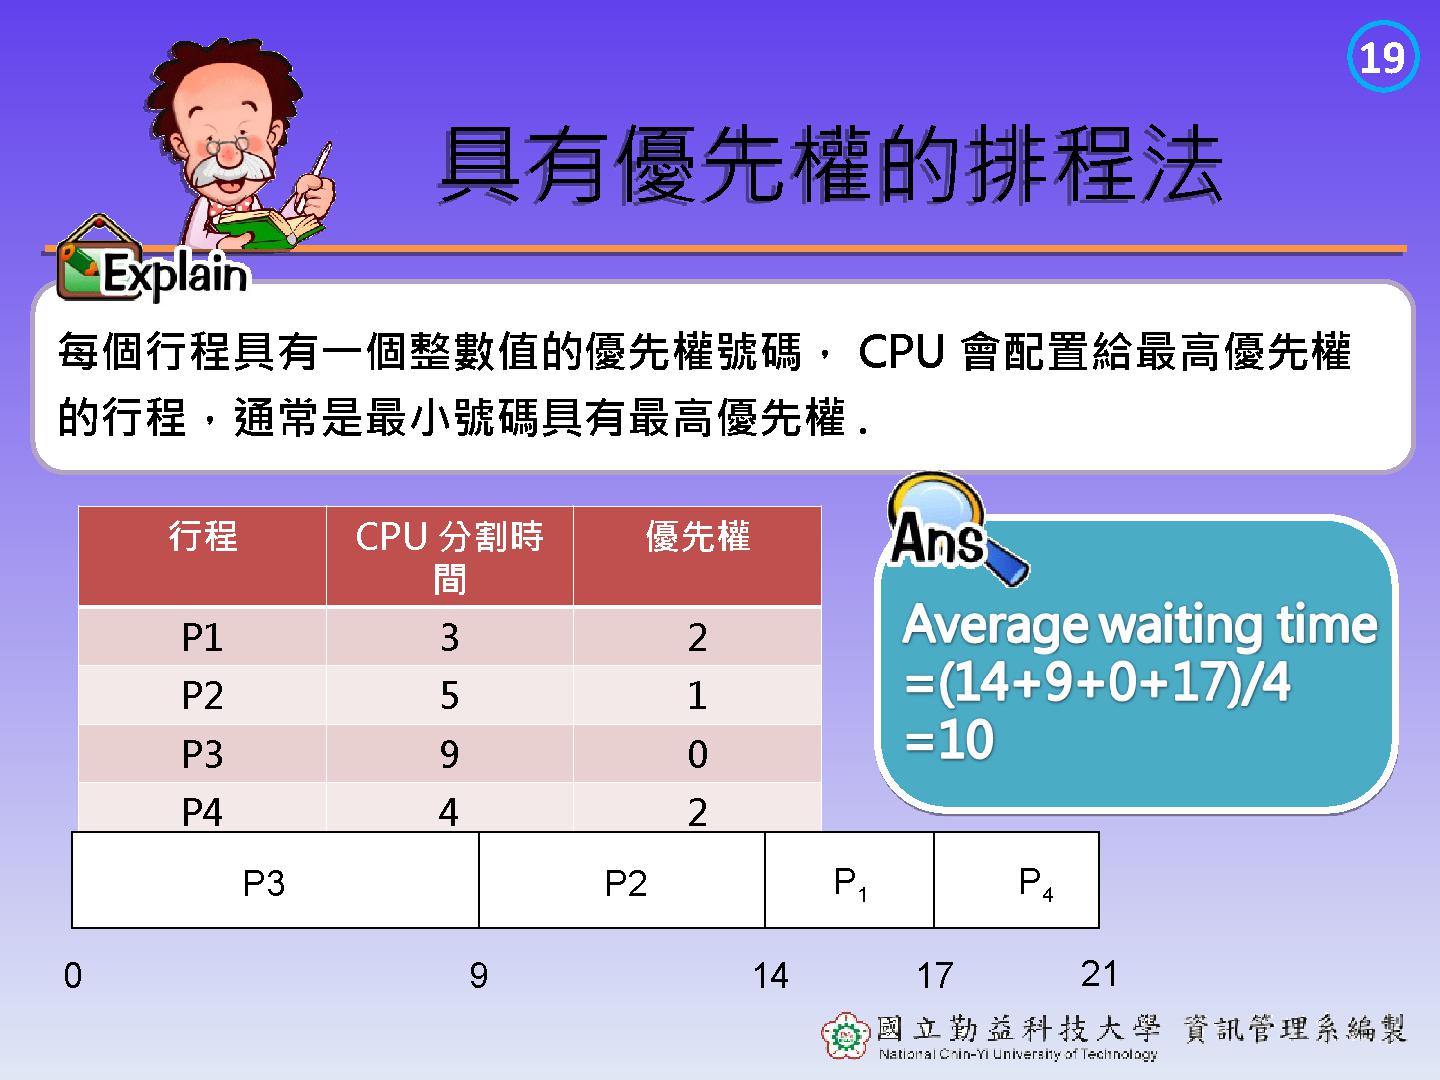 19
具有優先權的排程法
Explain
每個行程具有一個整數值的優先權號碼， CPU 會配置給最高優先權
的行程，通常是最小號碼具有最高優先權 .
行程 CPU 分割時間 優先權
P1 3 2
P2 5 1
P3 9 0
P4 4 2
Ans
Average waiting time
=(14+9+0+17)/4
=10
P3 P2 P1 P4
0 9 14 17 21
國立勤益科技大學 資訊管理系編製
National Chin-Yi University of Technology